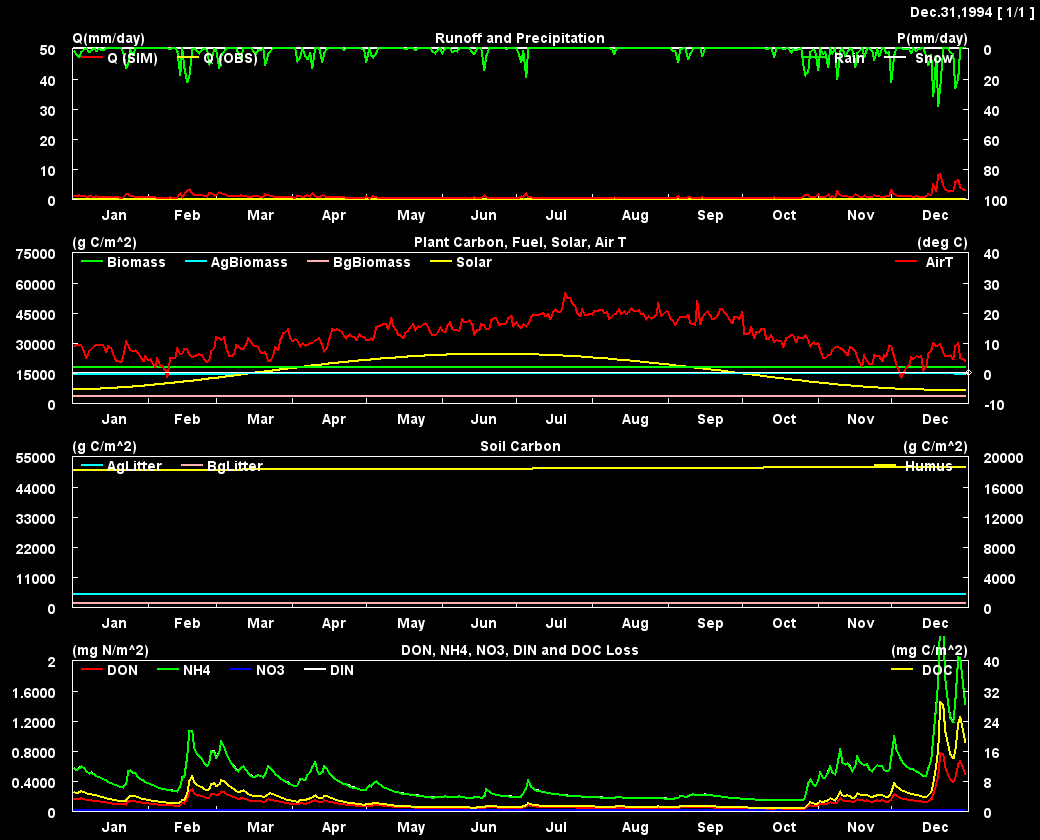 Dec.31,1994 [ 1/1 ]
Q(mm/day) Runoff and Precipitation P(mm/day)
50 0
Q (SIM) Q (OBS) Rain Snow
40 20
30 40
20 60
10 80
0 100
Jan Feb Mar Apr May Jun Jul Aug Sep Oct Nov Dec
(g C/m^2) Plant Carbon, Fuel, Solar, Air T (deg C)
75000 40
Biomass AgBiomass BgBiomass Solar AirT
60000 30
45000 20
30000 10
15000 0
0 -10
Jan Feb Mar Apr May Jun Jul Aug Sep Oct Nov Dec
(g C/m^2) Soil Carbon (g C/m^2)
55000 20000
AgLitter BgLitter Humus
44000 16000
33000 12000
22000 8000
11000 4000
0 0
Jan Feb Mar Apr May Jun Jul Aug Sep Oct Nov Dec
(mg N/m^2) DON, NH4, NO3, DIN and DOC Loss (mg C/m^2)
2 40
DON NH4 NO3 DIN DOC
1.6000 32
1.2000 24
0.8000 16
0.4000 8
0 0
Jan Feb Mar Apr May Jun Jul Aug Sep Oct Nov Dec